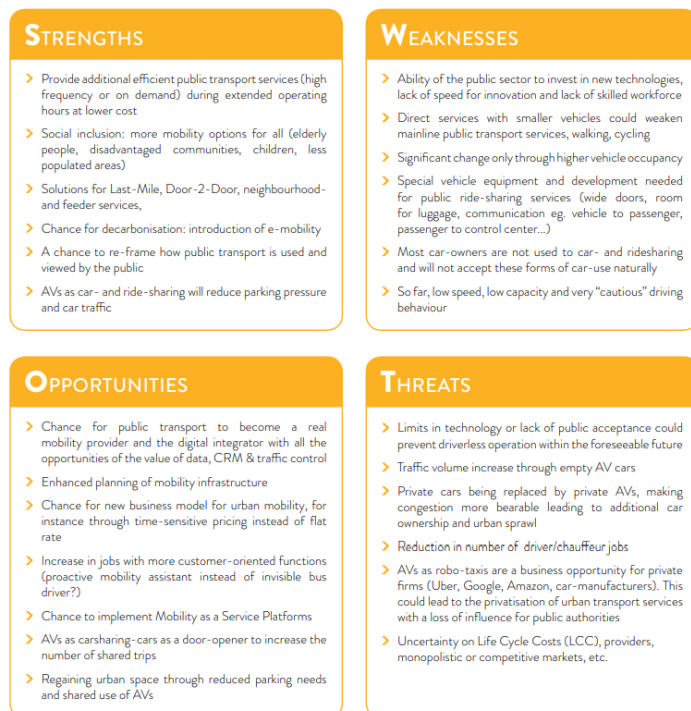 STRENGTHS
Provide additional efficient public transport services (high
frequency or on demand) during extended operating
hours at lower cost
Social inclusion: more mobility options for all (elderly
people, disadvantaged communities, children, less
populated areas)
Solutions for Last-Mile, Door-2-Door, neighbourhood-
and feeder services,
Chance for decarbonisation: introduction of e-mobility
A chance to re-frame how public transport is used and
viewed by the public
AVs as car- and ride-sharing will reduce parking pressure
and car traffic
WEAKNESSES
Ability of the public sector to invest in new technologies,
lack of speed for innovation and lack of skilled workforce
Direct services with smaller vehicles could weaken
mainline public transport services, walking, cycling
Significant change only through higher vehicle occupancy
Special vehicle equipment and development needed
for public ride-sharing services (wide doors, room
for luggage, communication eg. vehicle to passenger,
passenger to control center...)
Most car-owners are not used to car- and ridesharing
and will not accept these forms of car-use naturally
So far, low speed, low capacity and very “cautious” driving
behaviour
OPPORTUNITIES
Chance for public transport to become a real
mobility provider and the digital integrator with all the
opportunities of the value of data, CRM & traffic control
Enhanced planning of mobility infrastructure
Chance for new business model for urban mobility, for
instance through time-sensitive pricing instead of flat
rate
Increase in jobs with more customer-oriented functions
(proactive mobility assistant instead of invisible bus
driver?)
Chance to implement Mobility as a Service Platforms
AVs as carsharing-cars as a door-opener to increase the
number of shared trips
Regaining urban space through reduced parking needs
and shared use of AVs
THREATS
Limits in technology or lack of public acceptance could
prevent driverless operation within the foreseeable future
Traffic volume increase through empty AV cars
Private cars being replaced by private AVs, making
congestion more bearable leading to additional car
ownership and urban sprawl
Reduction in number of driver/chauffeur jobs
AVs as robo-taxis are a business opportunity for private
firms (Uber, Google, Amazon, car-manufacturers). This
could lead to the privatisation of urban transport services
with a loss of influence for public authorities
Uncertainty on Life Cycle Costs (LCC), providers,
monopolistic or competitive markets, etc.